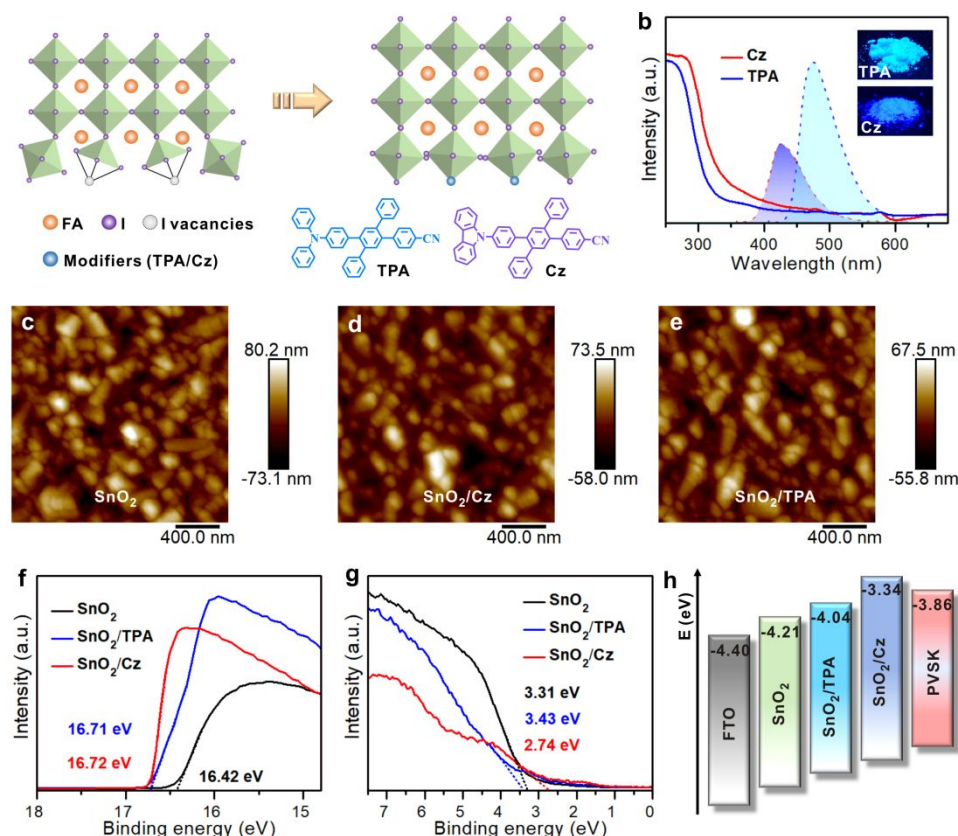 FA
I
I vacancies
Modifiers (TPA/Cz)
N
CN
TPA
N
CN
Cz
b
Intensity (a.u.)
Cz
TPA
TPA
Cz
300
400
500
600
Wavelength (nm)
c
SnO2
400.0 nm
80.2 nm
-73.1 nm
d
SnO2/Cz
400.0 nm
73.5 nm
-58.0 nm
e
SnO2/TPA
400.0 nm
67.5 nm
-55.8 nm
f
Intensity (a.u.)
SnO2
SnO2/TPA
SnO2/Cz
16.71 eV
16.72 eV
16.42 eV
18
17
16
15
Binding energy (eV)
g
Intensity (a.u.)
SnO2
SnO2/TPA
SnO2/Cz
3.31 eV
3.43 eV
2.74 eV
7
6
5
4
3
2
1
0
Binding energy (eV)
h
E (eV)
-4.40
FTO
-4.21
SnO2
-4.04
SnO2/TPA
-3.34
SnO2/Cz
-3.86
PVSK